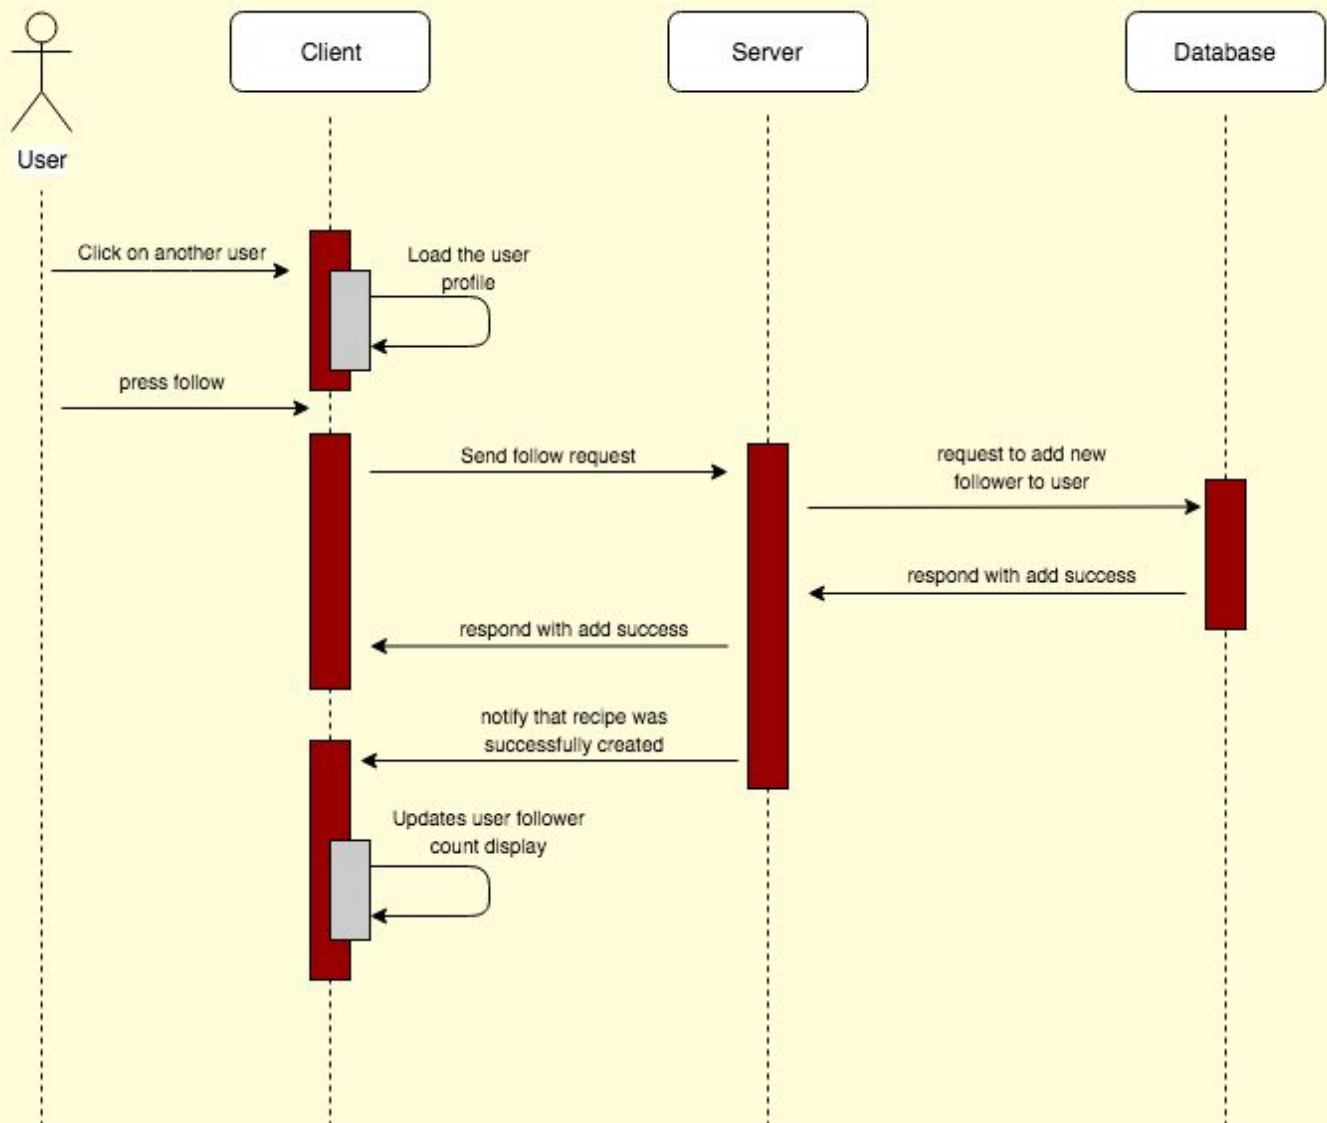 Client
Server
Database
User
Click on another user
Load the user
profile
press follow
Send follow request
request to add new
follower to user
respond with add success
respond with add success
notify that recipe was
successfully created
Updates user follower
count display